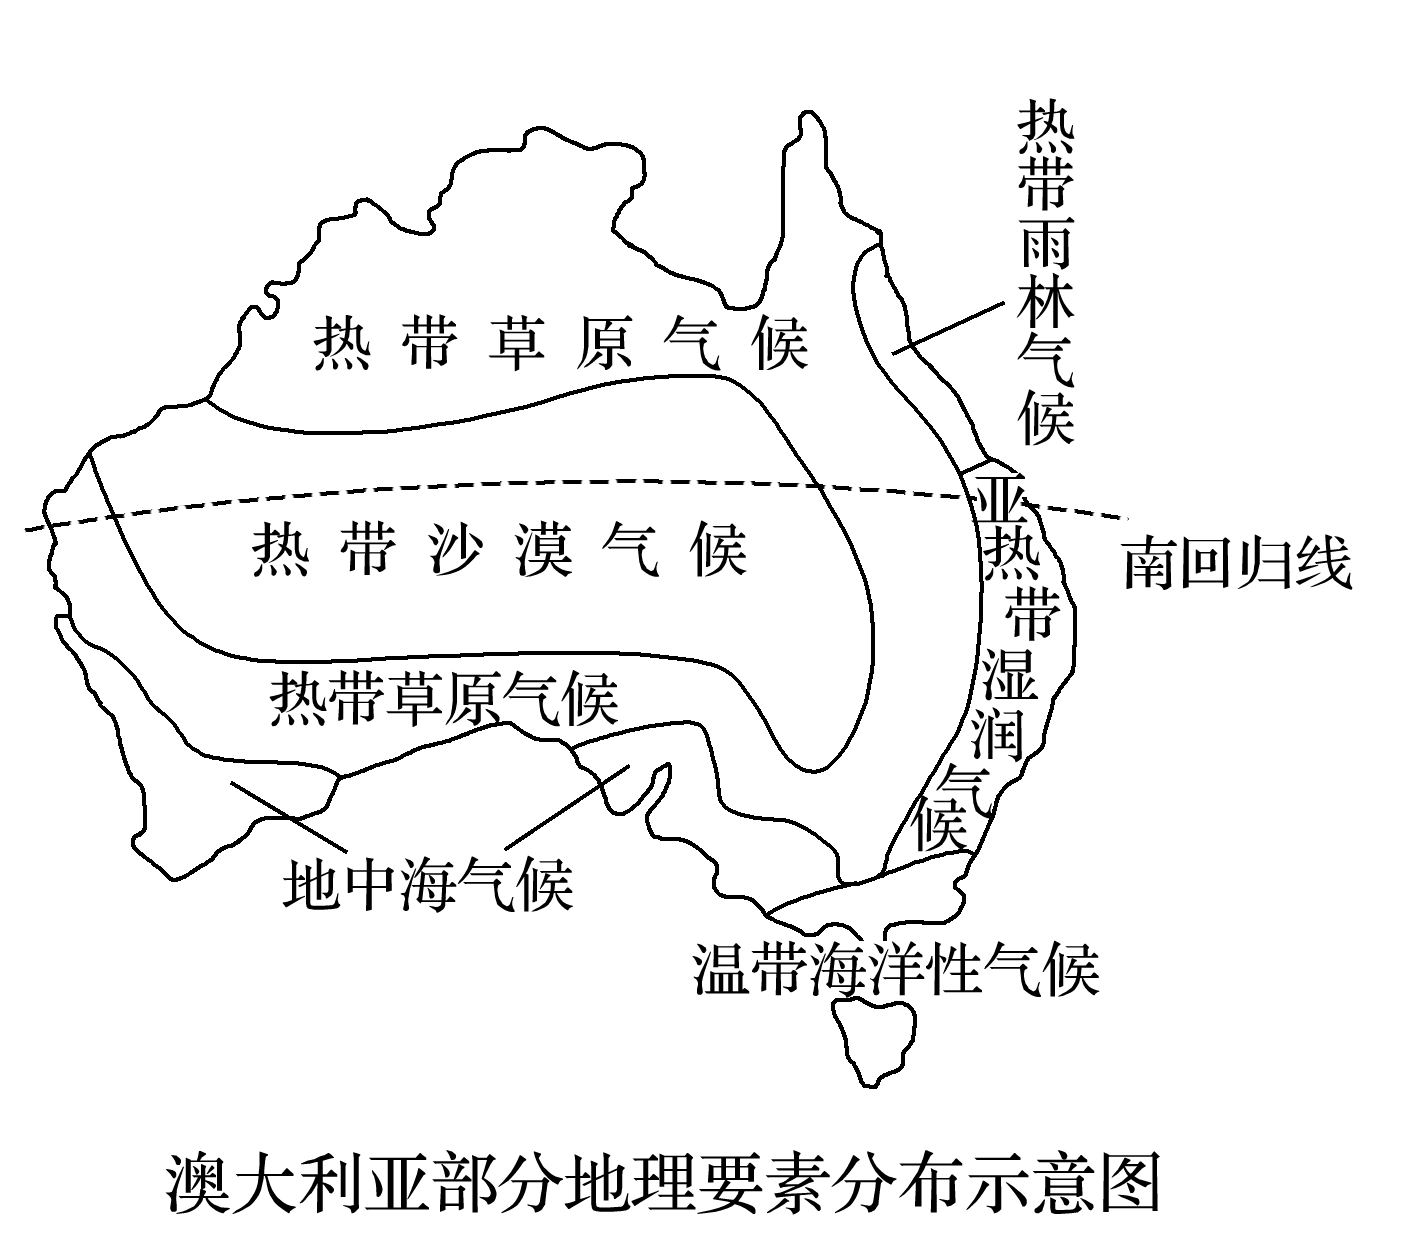 热带雨林气候
热带草原气候
热带沙漠气候
亚热带湿润气候
南回归线
热带草原气候
地中海气候
温带海洋性气候
澳大利亚部分地理要素分布示意图